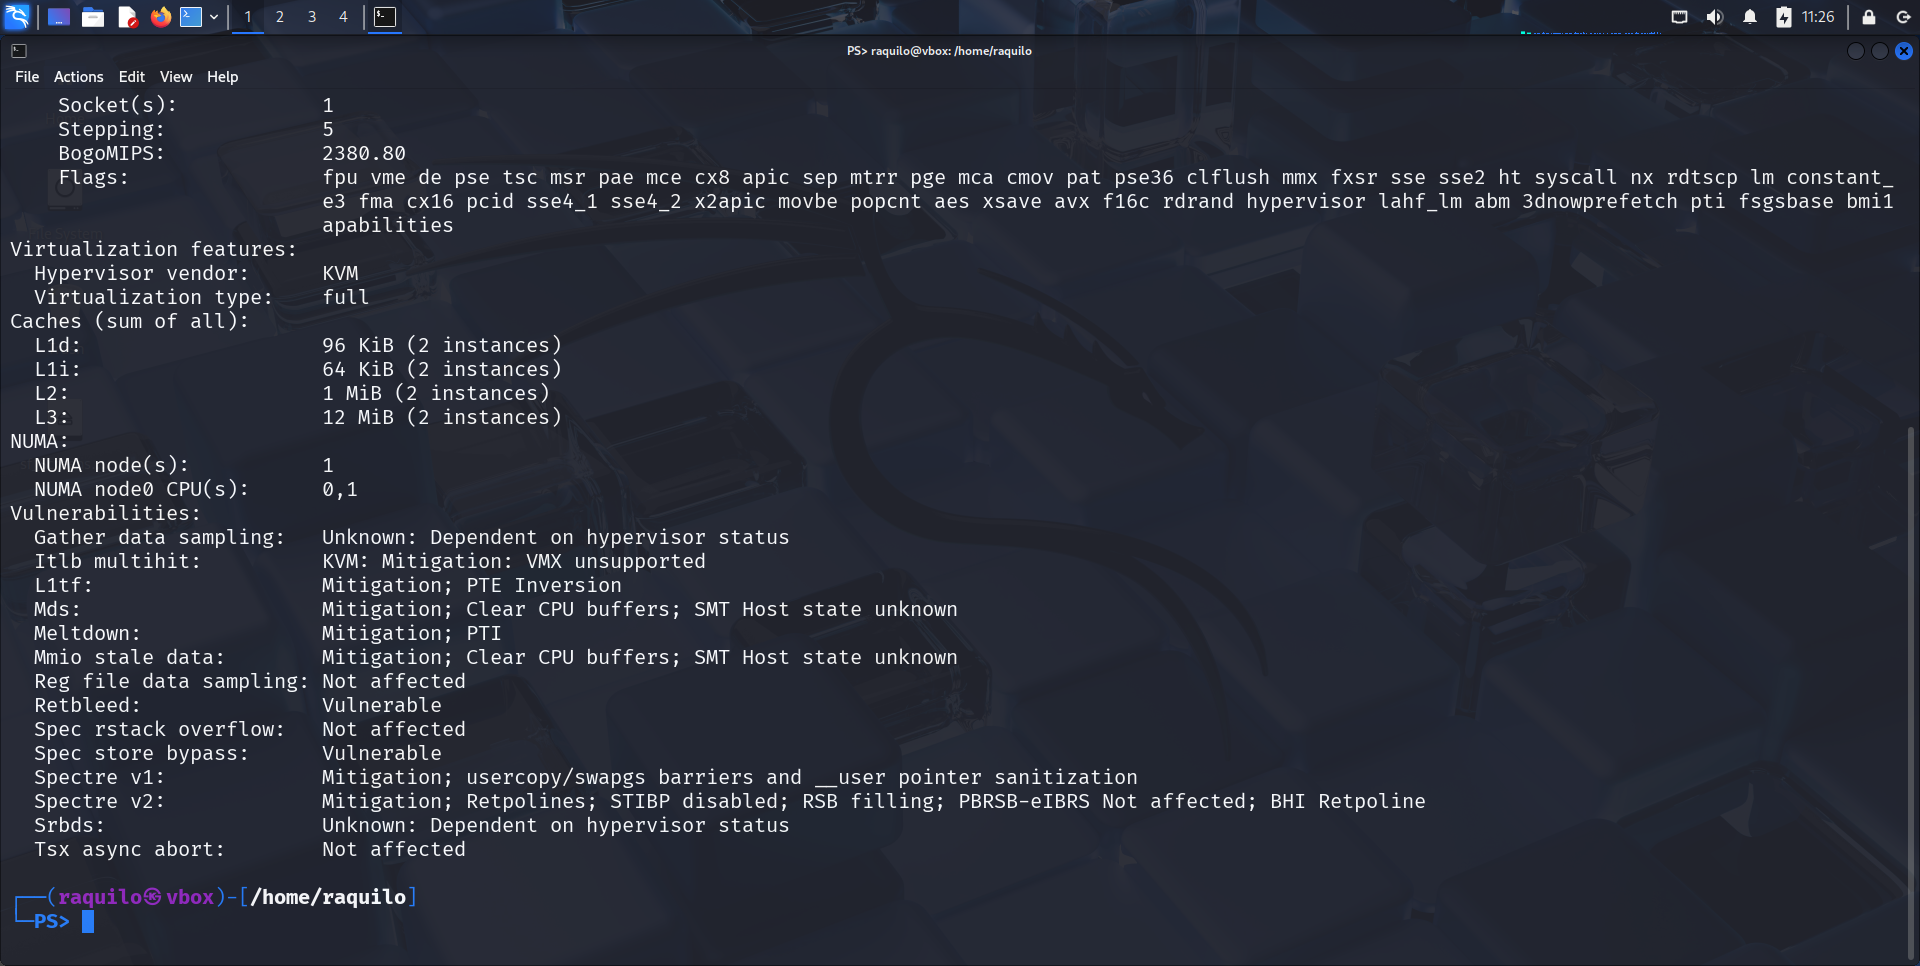 1 2 3 4 11:26
PS> raquilo@vbox: /home/raquilo
File Actions Edit View Help
Socket(s): 1
Stepping: 5
BogoMIPS: 2380.80
Flags: fpu vme de pse tsc msr pae mce cx8 apic sep mtrr pge mca cmov pat pse36 clflush mmx fxsr sse sse2 ht syscall nx rdtscp lm constant_
e3 fma cx16 pcid sse4_1 sse4_2 x2apic movbe popcnt aes xsave avx f16c rdrand hypervisor lahf_lm abm 3dnowprefetch pti fsgsbase bmi1
apabilities
Virtualization features:
Hypervisor vendor: KVM
Virtualization type: full
Caches (sum of all):
L1d: 96 KiB (2 instances)
L1i: 64 KiB (2 instances)
L2: 1 MiB (2 instances)
L3: 12 MiB (2 instances)
NUMA:
NUMA node(s): 1
NUMA node0 CPU(s): 0,1
Vulnerabilities:
Gather data sampling: Unknown: Dependent on hypervisor status
Itlb multihit: KVM: Mitigation: VMX unsupported
L1tf: Mitigation; PTE Inversion
Mds: Mitigation; Clear CPU buffers; SMT Host state unknown
Meltdown: Mitigation; PTI
Mmio stale data: Mitigation; Clear CPU buffers; SMT Host state unknown
Reg file data sampling: Not affected
Retbleed: Vulnerable
Spec rstack overflow: Not affected
Spec store bypass: Vulnerable
Spectre v1: Mitigation; usercopy/swapgs barriers and __user pointer sanitization
Spectre v2: Mitigation; Retpolines; STIBP disabled; RSB filling; PBRSB-eIBRS Not affected; BHI Retpoline
Srbds: Unknown: Dependent on hypervisor status
Tsx async abort: Not affected
┌──(raquilo㉿vbox)-[/home/raquilo]
└─PS>